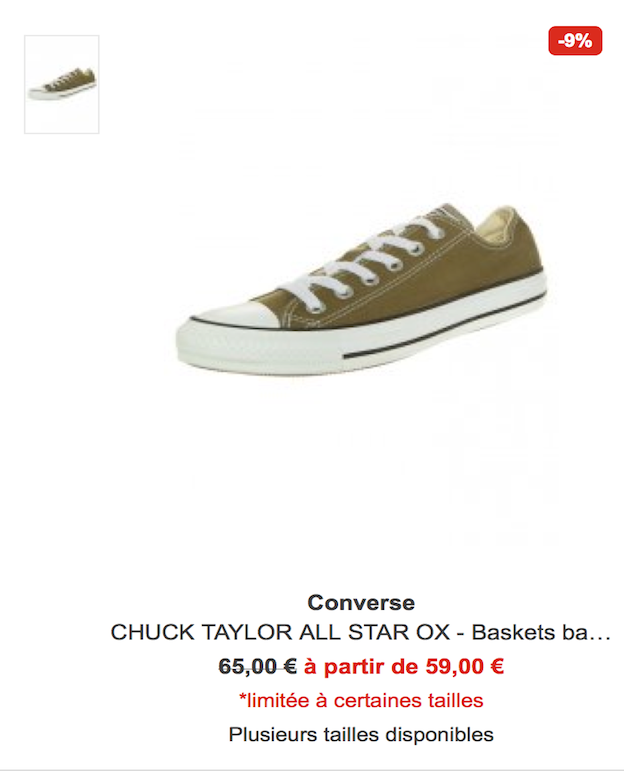 -9%
Converse
CHUCK TAYLOR ALL STAR OX - Baskets ba...
65,00 € à partir de 59,00 €
*limitée à certaines tailles
Plusieurs tailles disponibles